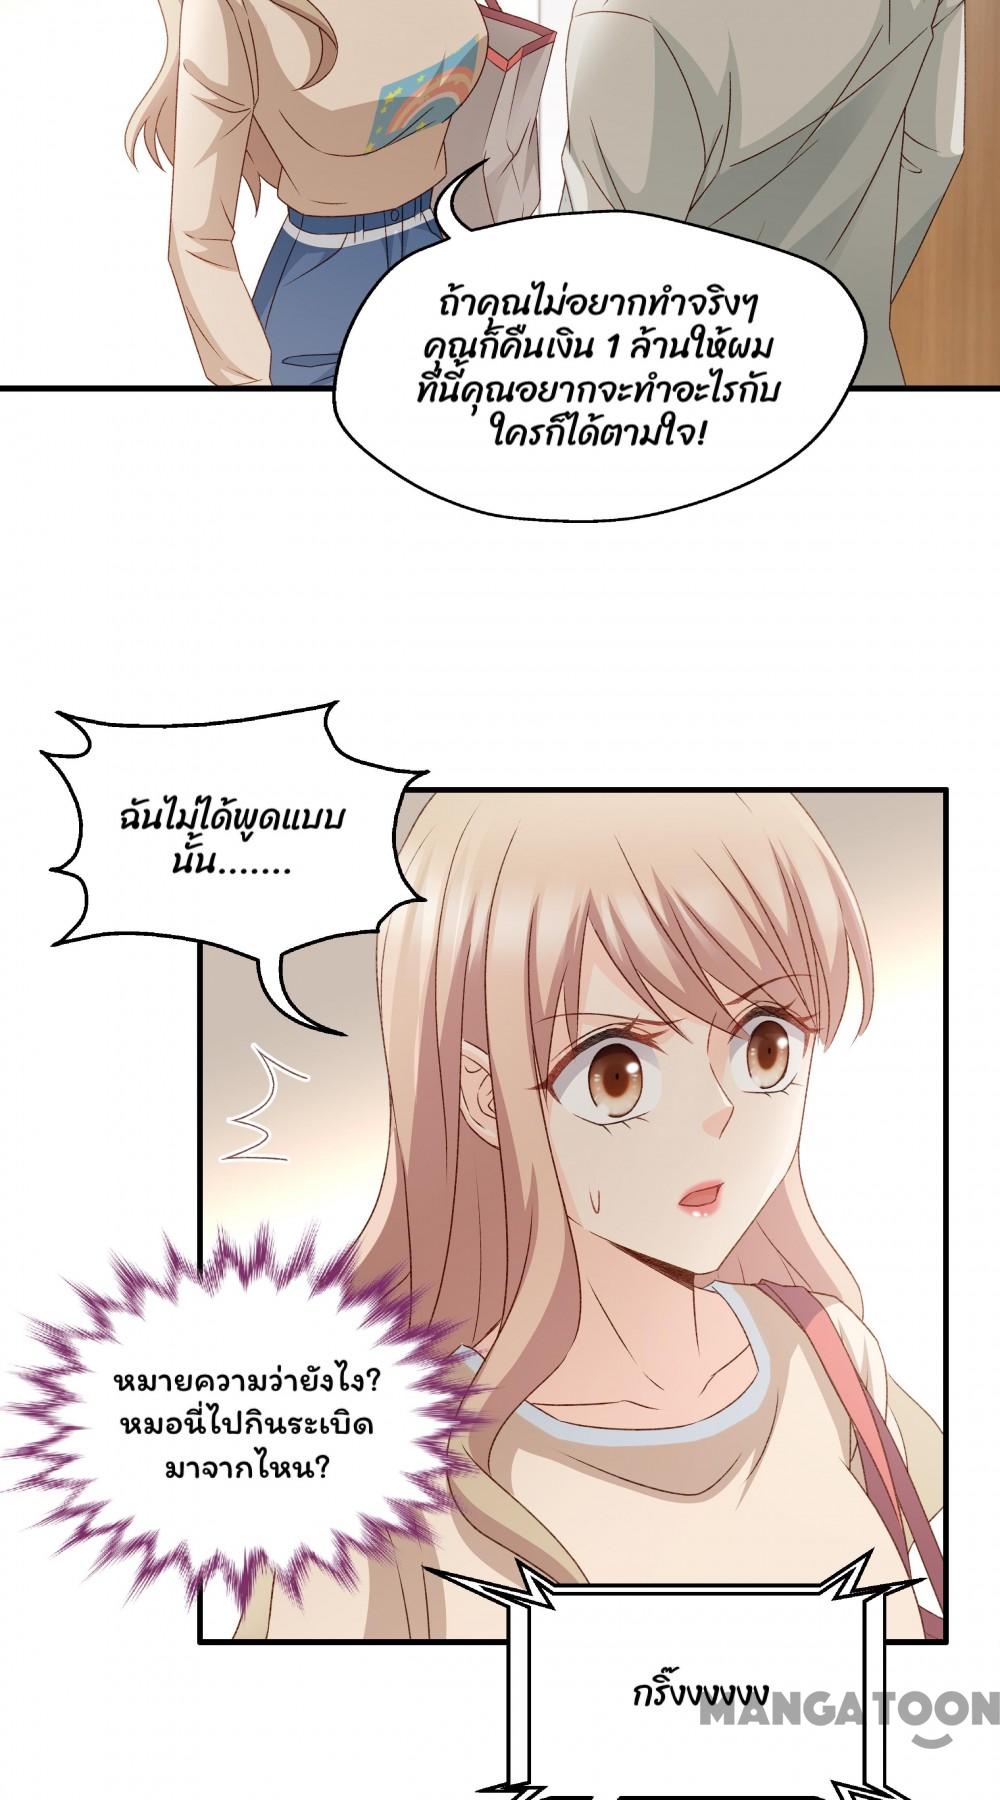 ถ้าคุณไม่อยากทำจริงๆ
คุณก็คืนเงิน 1 ล้านให้ผม
ทีนี้คุณอยากจะทำอะไรกับ
ใครก็ได้ตามใจ!
ฉันไม่ได้พูดแบบ
นั้น.......
หมายความว่ายังไง?
หมอนี่ไปกินระเบิด
มาจากไหน?
กริ๊งงงงงงง
MANGATOON